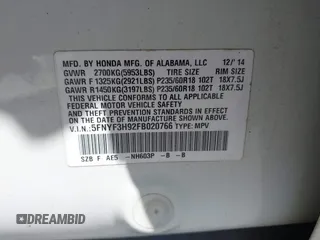 MFD. BY HONDA MFG. OF ALABAMA, LLC 12/'14
GVWR 2700KG(5953LBS) TIRE SIZE RIM SIZE
GAWR F 1325KG(2921LBS) P235/60R18 102T 18X7.5J
GAWR R1450KG(3197LBS) P235/60R18 102T 18X7.5J
THIS VEHICLE CONFORMS TO ALL APPLICABLE FEDERAL MOTOR
VEHICLE SAFETY AND THEFT PREVENTION STANDARDS IN EFFECT
ON THE DATE OF MANUFACTURE SHOWN ABOVE.
V.I.N.: 5FNYF3H92FB020766 TYPE: MPV
SZB F AE5 -NH603P -B -B
AUTOBIDMASTER